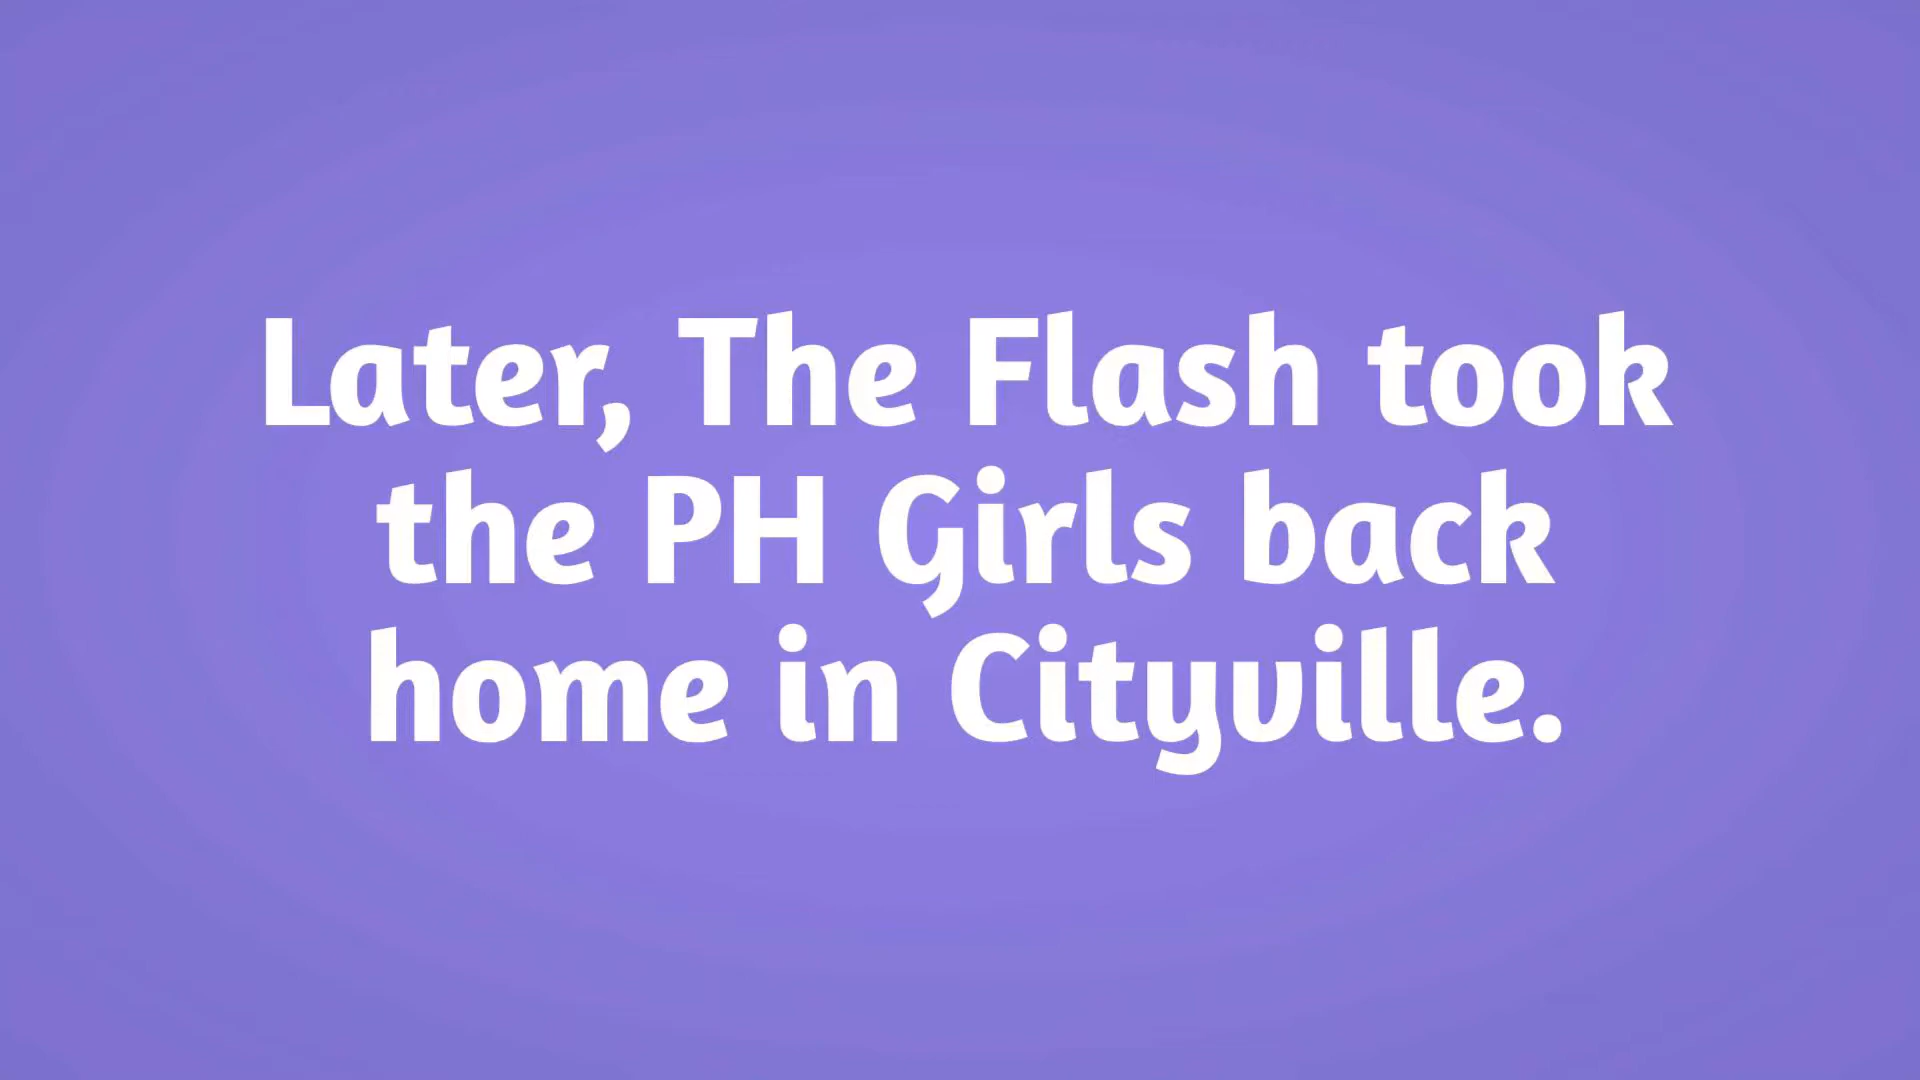 Later, The Flash took
the PH Girls back
home in Cityville.